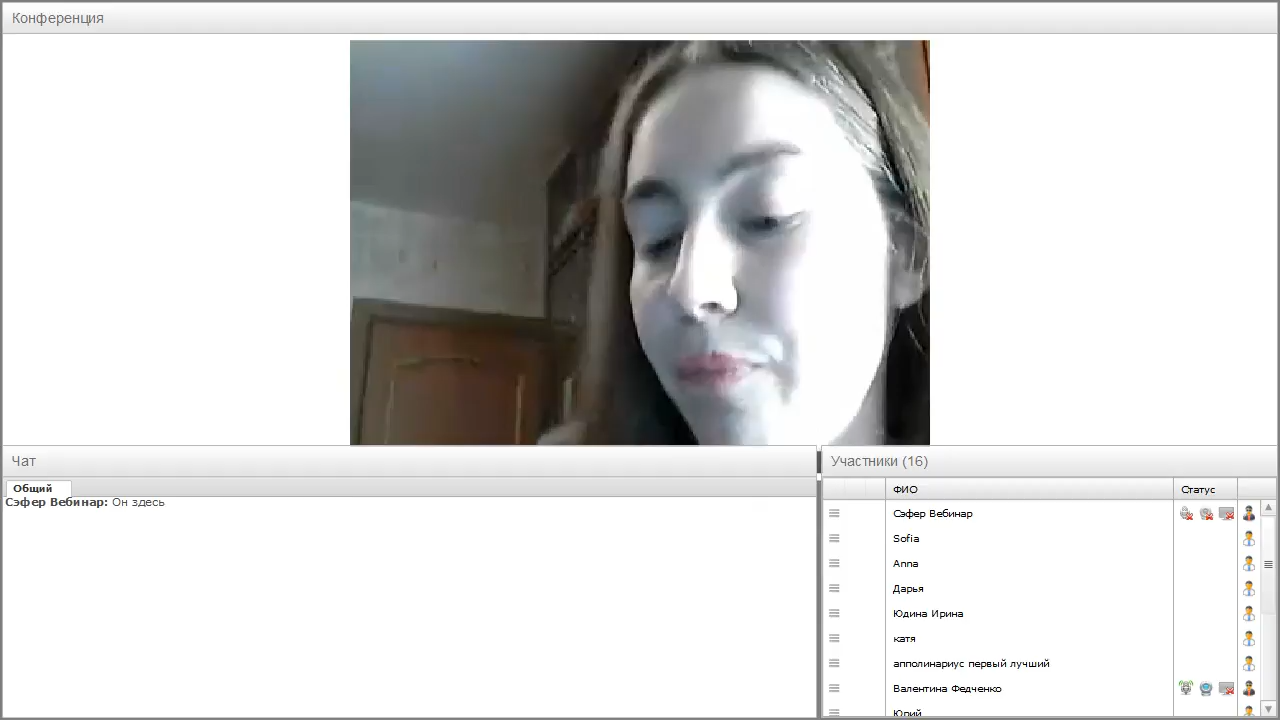 Конференция
Чат
Общий
Сэфер Вебинар: Он здесь
Участники (16)
ФИО Статус
Сэфер Вебинар
Sofia
Anna
Дарья
Юдина Ирина
катя
апполинариус первый лучший
Валентина Федченко
Юрий